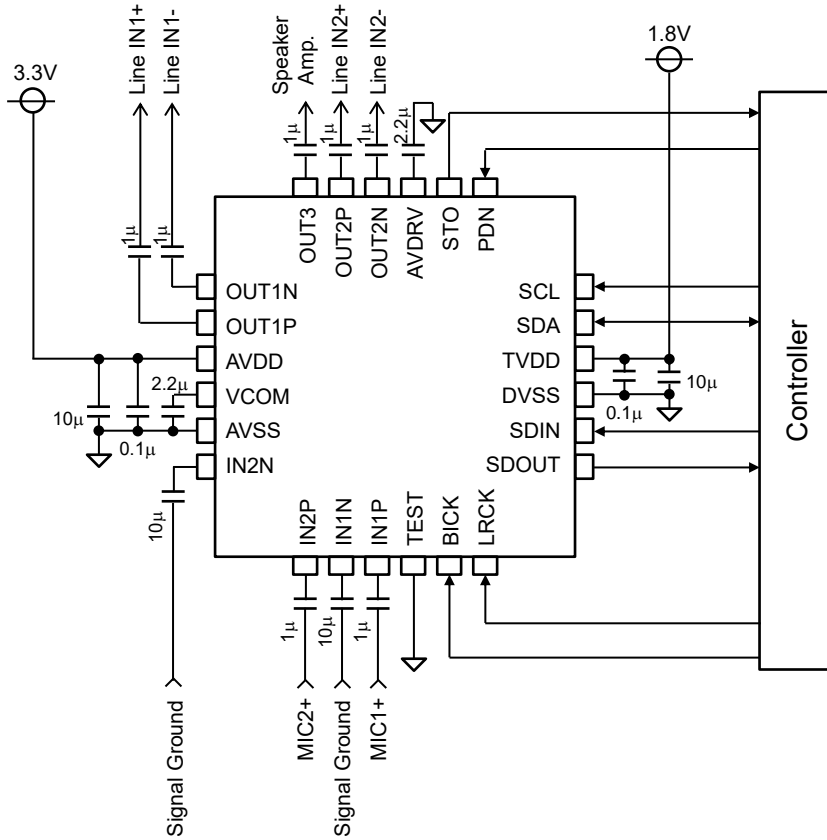 Line IN1+
Line IN1-
Speaker
Amp.
Line IN2+
Line IN2-
1.8V
3.3V
1µ
1µ
1µ
2.2µ
1µ
1µ
OUT3
OUT2P
OUT2N
AVDRV
STO
PDN
OUT1N
OUT1P
AVDD
VCOM
AVSS
IN2N
SCL
SDA
TVDD
DVSS
SDIN
SDOUT
2.2µ
10µ
0.1µ
10µ
0.1µ
10µ
Controller
IN2P
IN1N
IN1P
TEST
BICK
LRCK
10µ
1µ
10µ
1µ
Signal Ground
MIC2+
Signal Ground
MIC1+